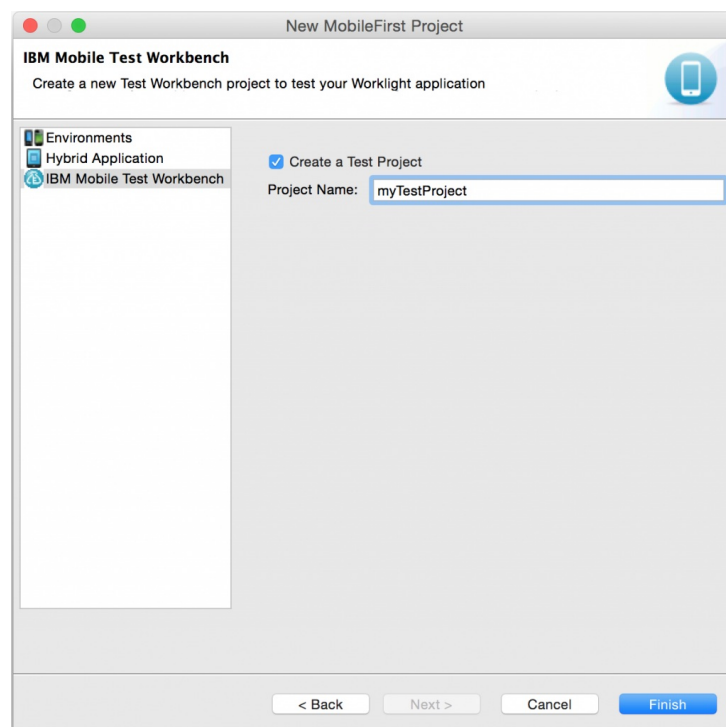 New MobileFirst Project
IBM Mobile Test Workbench
Create a new Test Workbench project to test your Worklight application
Environments
Hybrid Application
IBM Mobile Test Workbench
Create a Test Project
Project Name: myTestProject
< Back Next > Cancel Finish